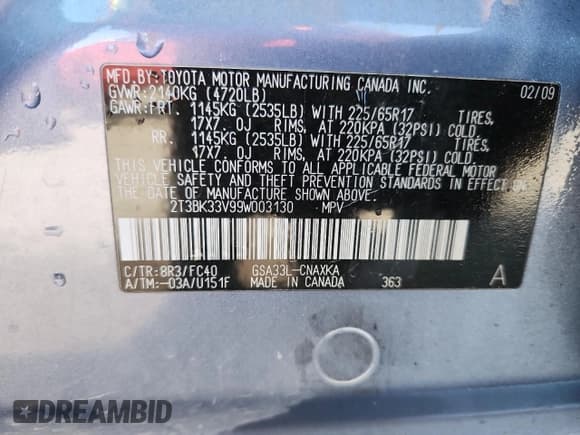 MFD.BY:TOYOTA MOTOR MANUFACTURING CANADA INC. 02/09
GVWR:2140KG (4720LB)
GAWR:FRT. 1145KG (2535LB) WITH 225/65R17 TIRES,
17X7. 0J RIMS, AT 220KPA (32PSI) COLD.
RR. 1145KG (2535LB) WITH 225/65R17 TIRES,
17X7. 0J RIMS, AT 220KPA (32PSI) COLD.
THIS VEHICLE CONFORMS TO ALL APPLICABLE FEDERAL MOTOR
VEHICLE SAFETY AND THEFT PREVENTION STANDARDS IN EFFECT ON
THE DATE OF MANUFACTURE SHOWN ABOVE.
2T3BK33V99W003130 MPV
C/TR:8R3/FC40 GSA33L-CNAXKA
A/TM:-03A/U151F MADE IN CANADA 363 A
DREAMBID